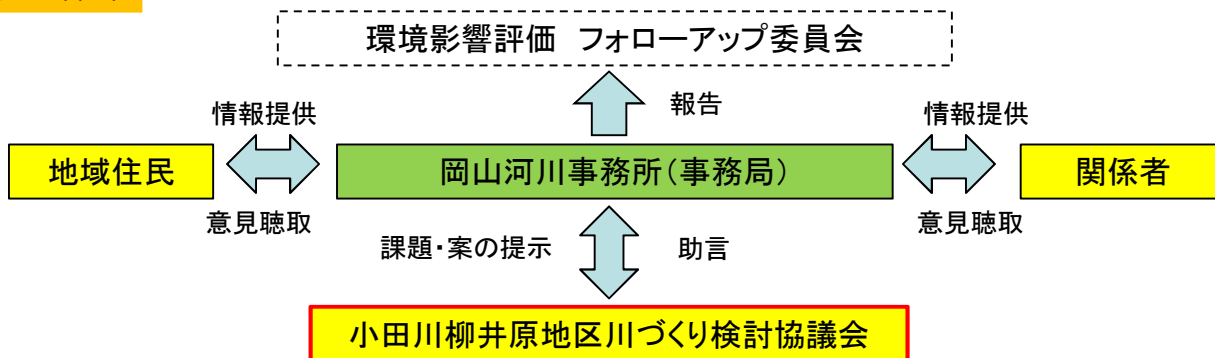 環境影響評価　フォローアップ委員会
報告
情報提供
情報提供
地域住民
岡山河川事務所（事務局）
関係者
意見聴取
意見聴取
課題・案の提示
助言
小田川柳井原地区川づくり検討協議会